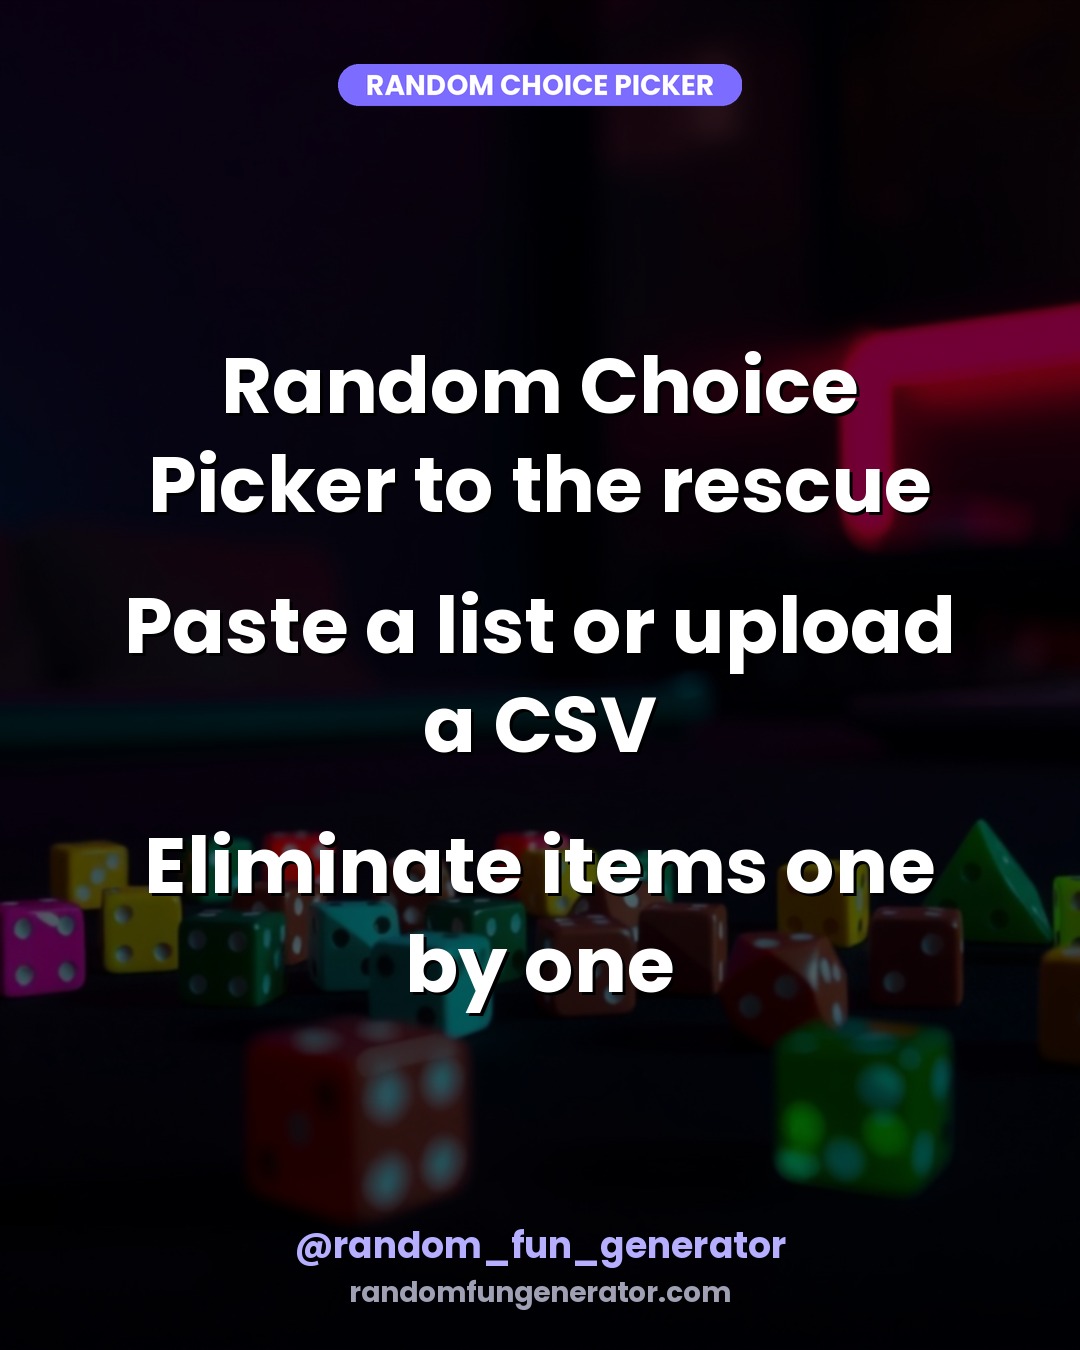 RANDOM CHOICE PICKER
Random Choice
Picker to the rescue
Paste a list or upload
a CSV
Eliminate items one
by one
@random_fun_generator
randomfungenerator.com